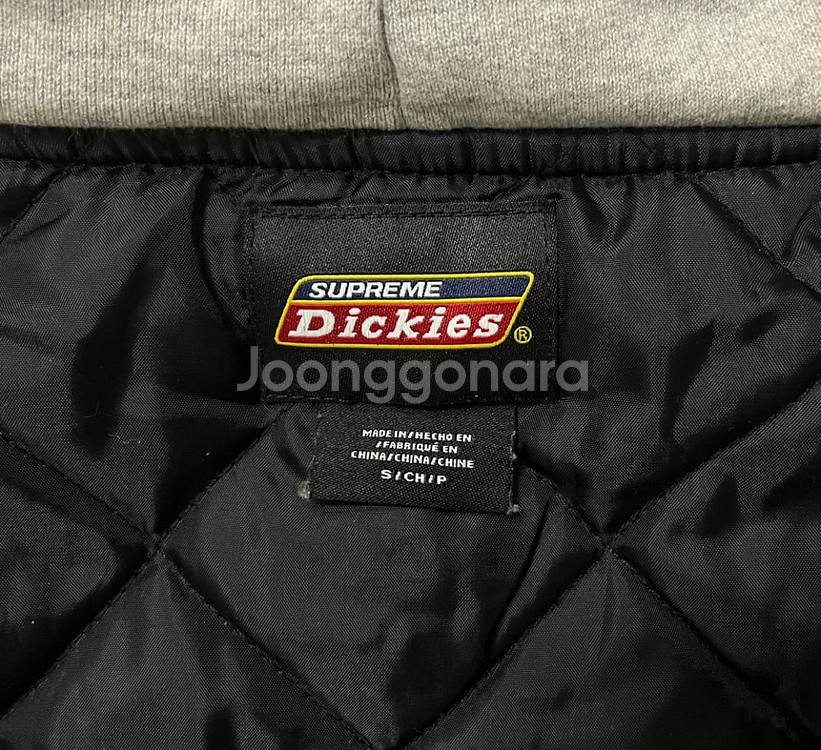 SUPREME
Dickies®
Joonggonara
MADE IN/HECHO EN
/FABRIQUÉ EN
CHINA/CHINA/CHINE
S/CH/P